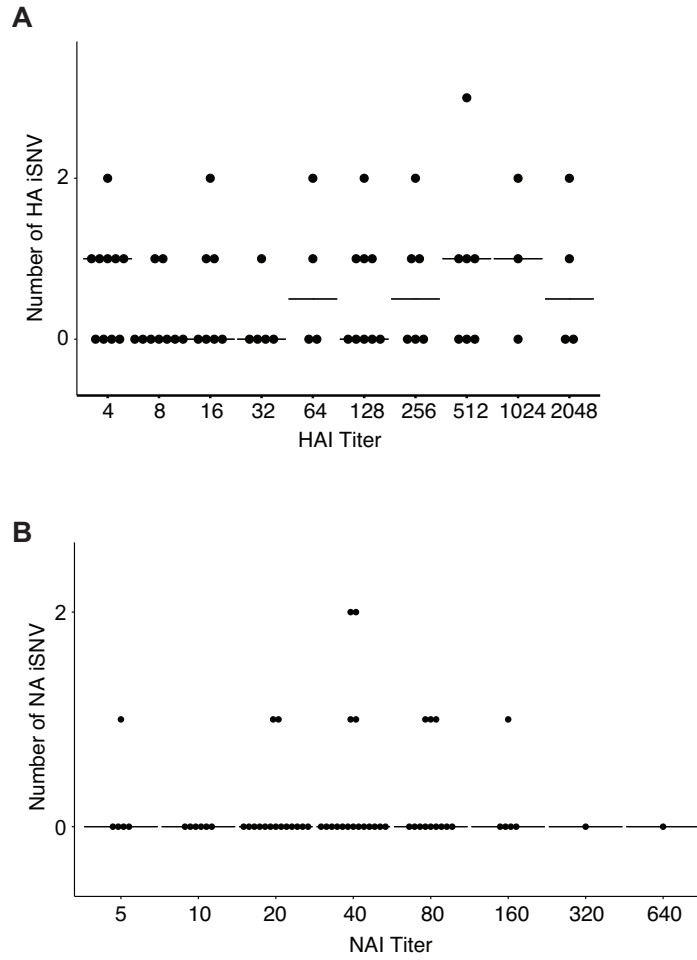 A
Number of HA iSNV
2
0
4 8 16 32 64 128 256 512 1024 2048
HAI Titer
B
Number of NA iSNV
2
0
5 10 20 40 80 160 320 640
NAI Titer